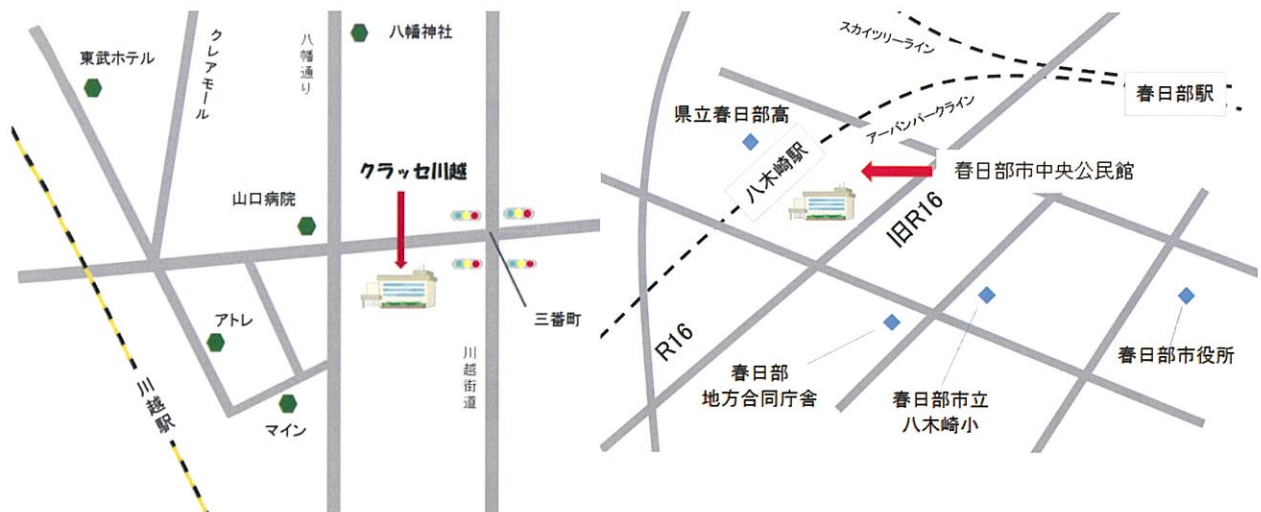 東武ホテル
クレアモール
八幡通り
八幡神社
クラッセ川越
山口病院
アトレ
三番町
川越街道
川越駅
マイン
スカイツリーライン
春日部駅
県立春日部高
アーバンパークライン
八木崎駅
春日部市中央公民館
旧R16
R16
春日部
地方合同庁舎
春日部市立
八木崎小
春日部市役所